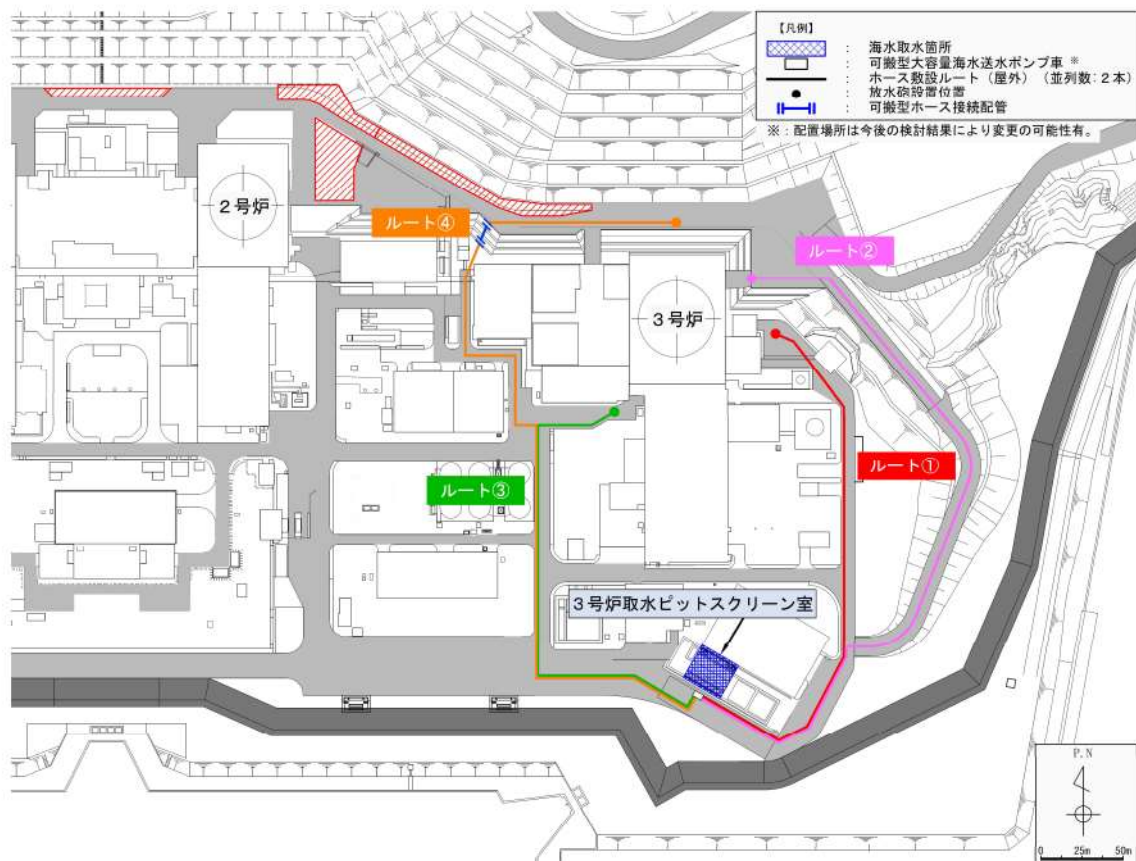 【凡例】
： 海水取水箇所
： 可搬型大容量海水送水ポンプ車 ※
： ホース敷設ルート（屋外）（並列数：2本）
： 放水砲設置位置
： 可搬型ホース接続配管
※：配置場所は今後の検討結果により変更の可能性有。
2号炉
ルート④
ルート②
3号炉
ルート①
ルート③
3号炉取水ピットスクリーン室
P.N
0 25m 50m